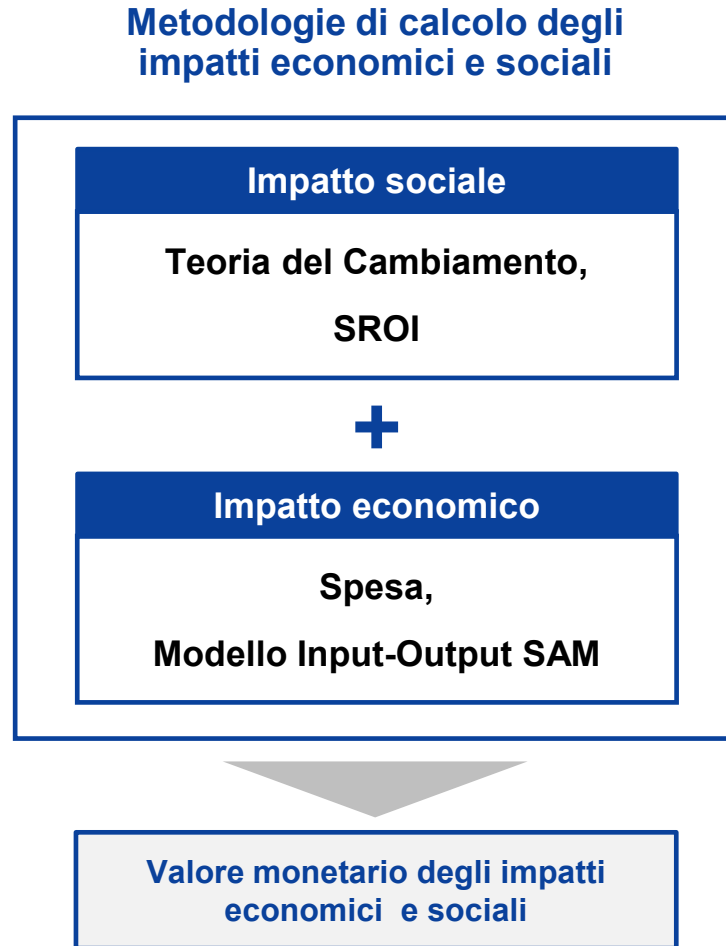 Metodologie di calcolo degli
impatti economici e sociali
Impatto sociale
Teoria del Cambiamento,
SROI
+
Impatto economico
Spesa,
Modello Input-Output SAM
Valore monetario degli impatti
economici e sociali